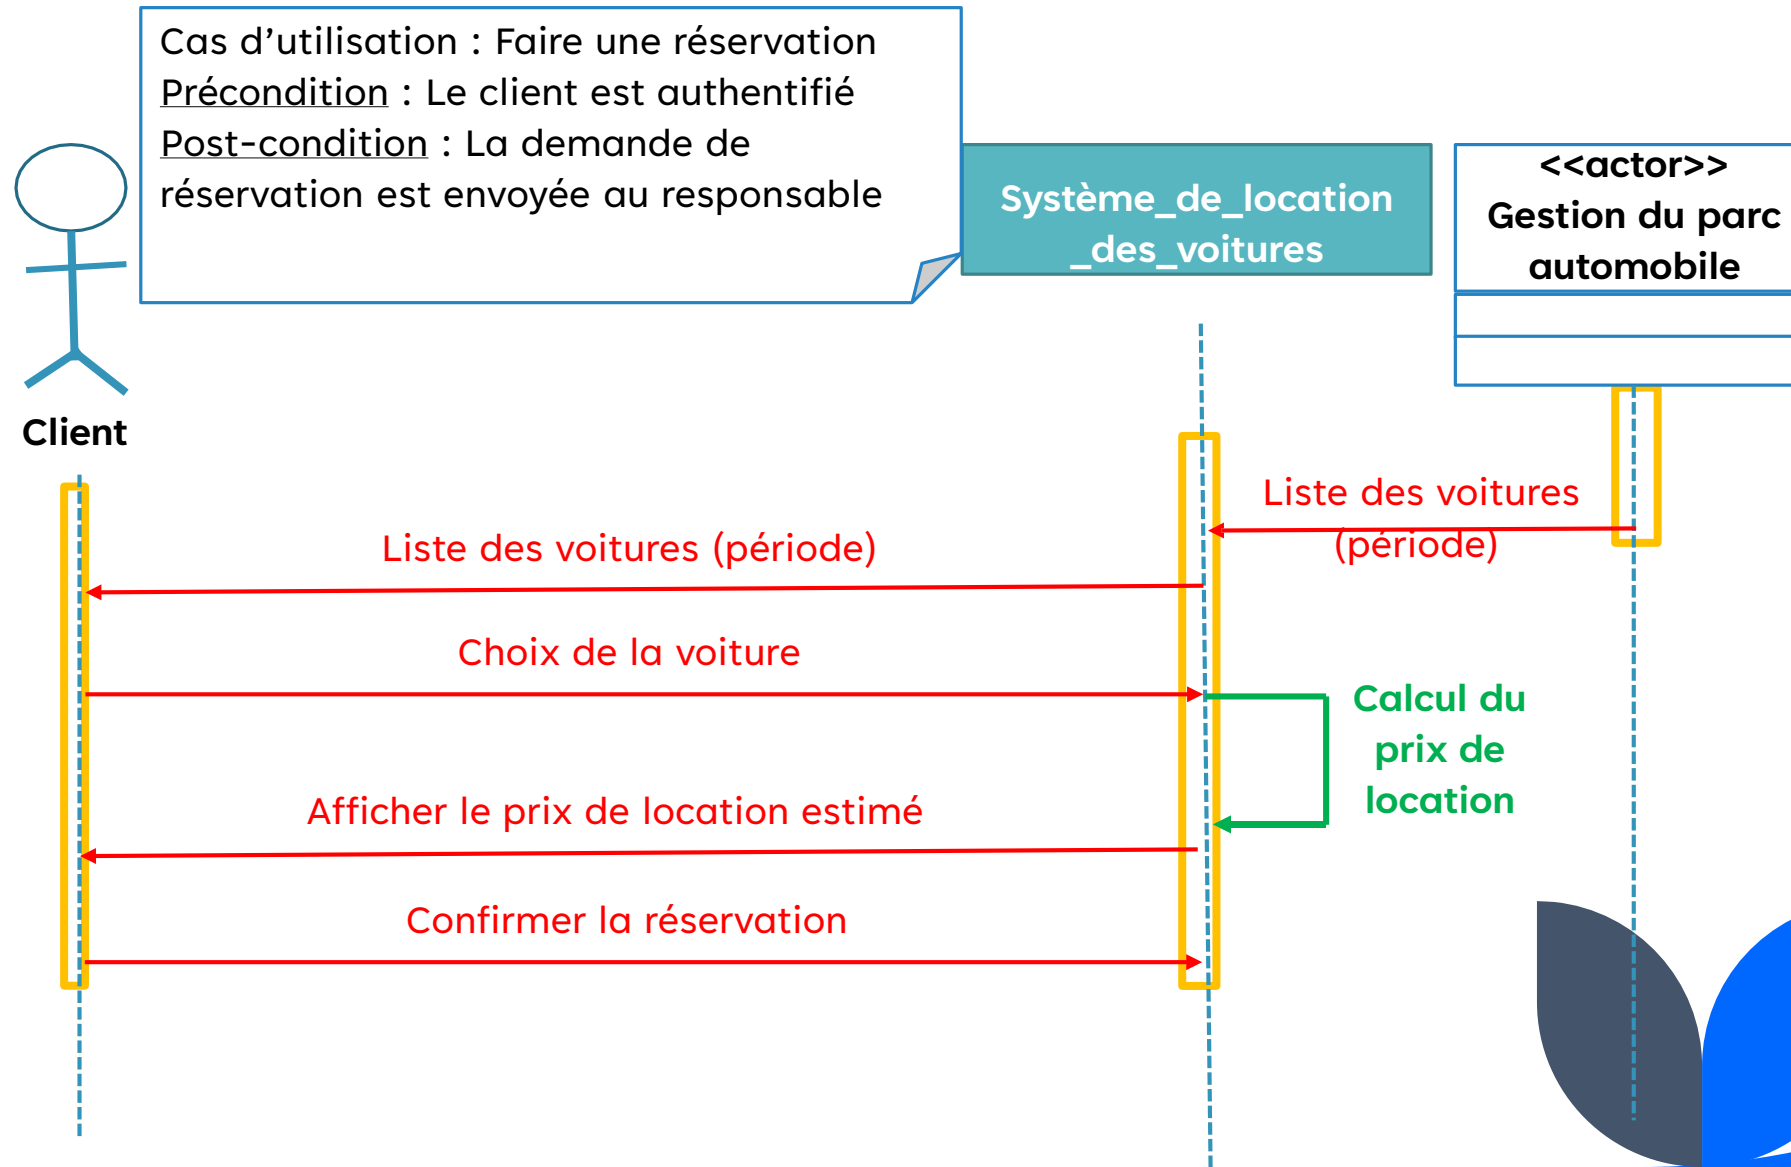 Cas d’utilisation : Faire une réservation
Précondition : Le client est authentifié
Post-condition : La demande de
réservation est envoyée au responsable
Système_de_location
_des_voitures
<<actor>>
Gestion du parc
automobile
Client
Liste des voitures
(période)
Liste des voitures (période)
Choix de la voiture
Calcul du
prix de
location
Afficher le prix de location estimé
Confirmer la réservation